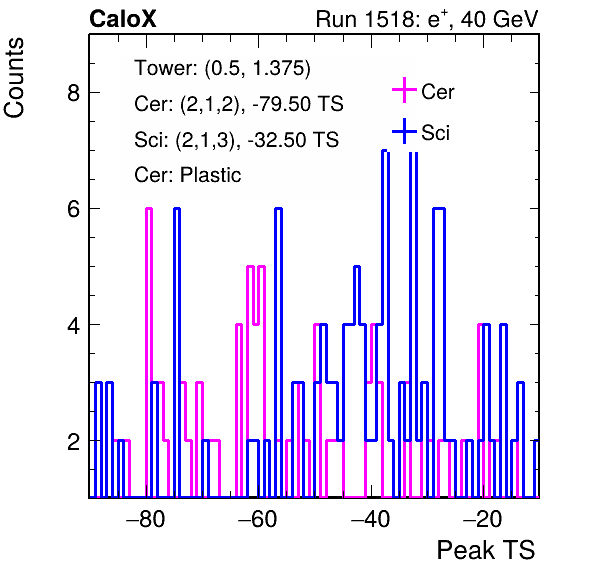 CaloX Run 1518: e+, 40 GeV
Counts
Tower: (0.5, 1.375)
Cer: (2,1,2), -79.50 TS
Sci: (2,1,3), -32.50 TS
Cer: Plastic
Cer
Sci
8
6
4
2
−80 −60 −40 −20
Peak TS